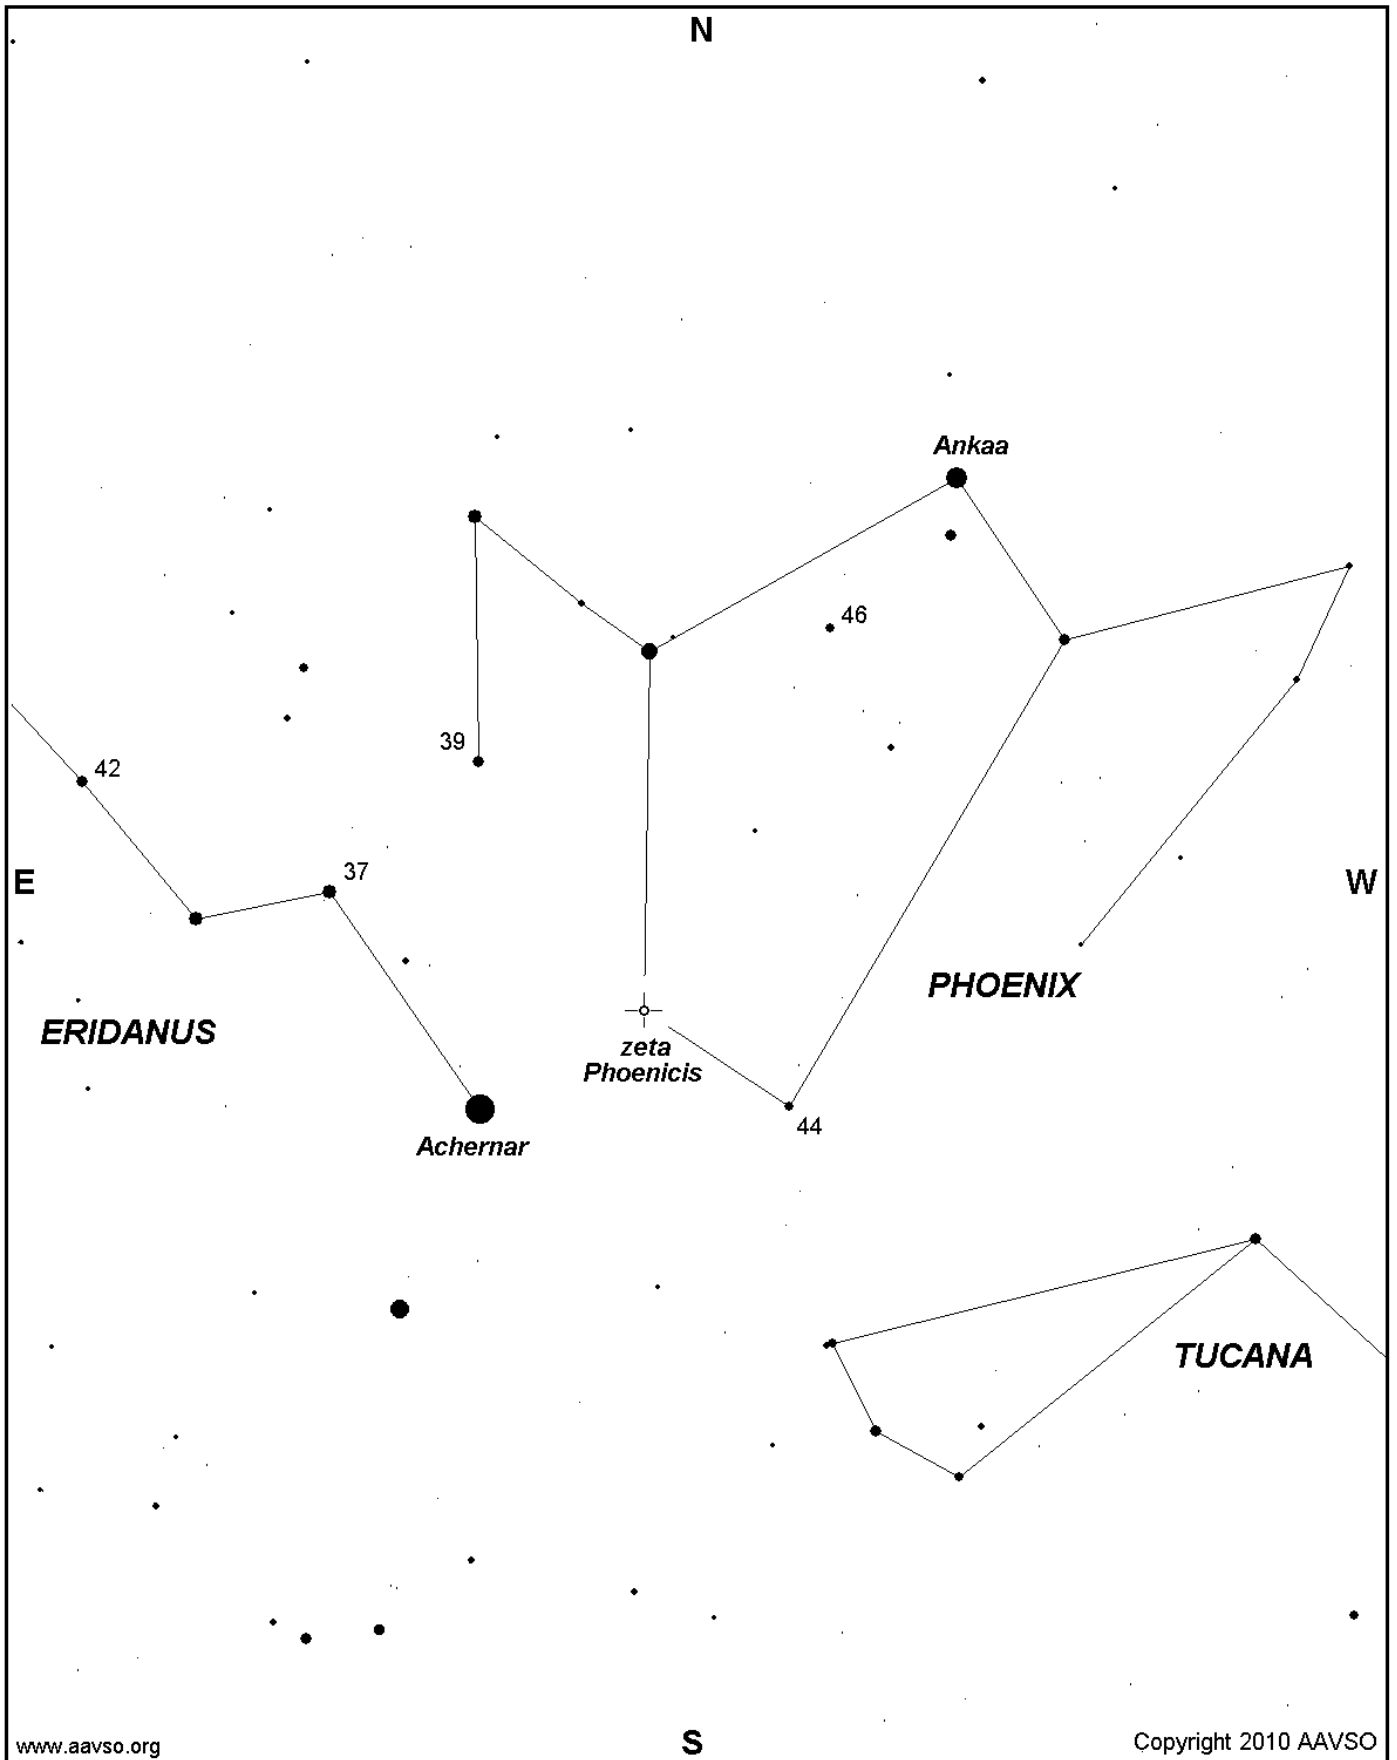 N
Ankaa
46
39
42
37
E
W
PHOENIX
ERIDANUS
zeta
Phoenicis
44
Achernar
TUCANA
www.aavso.org
S
Copyright 2010 AAVSO